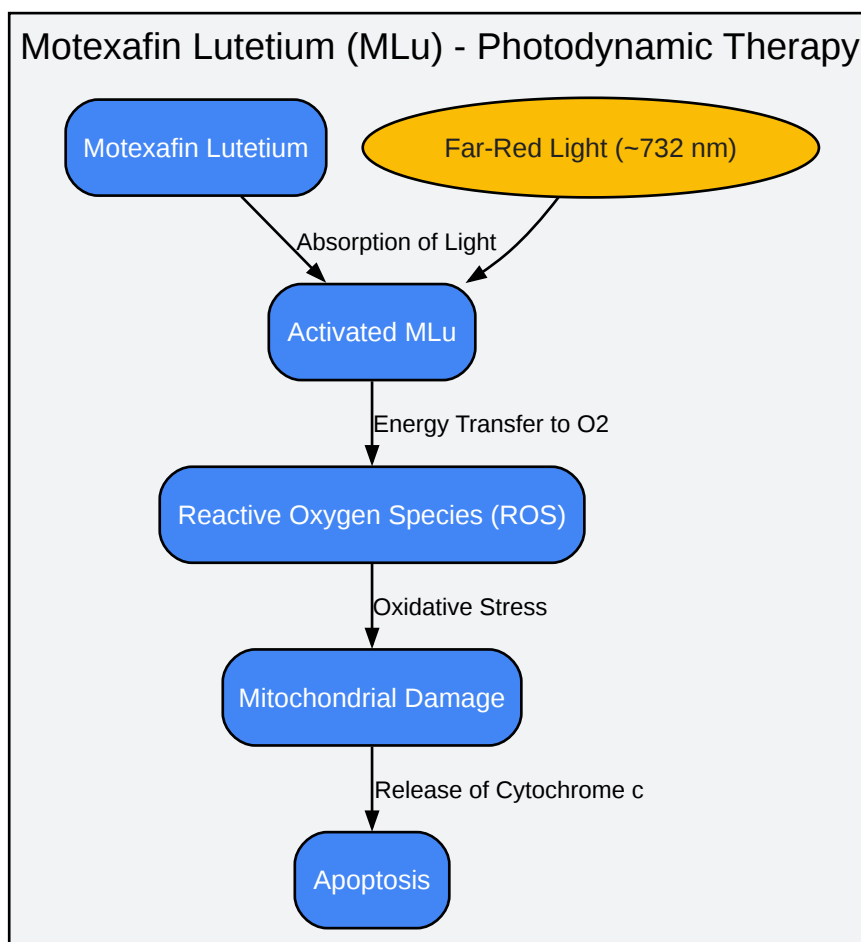 Motexafin Lutetium (MLu) - Photodynamic Therapy
Motexafin Lutetium
Far-Red Light (~732 nm)
Absorption of Light
Activated MLu
Energy Transfer to O2
Reactive Oxygen Species (ROS)
Oxidative Stress
Mitochondrial Damage
Release of Cytochrome c
Apoptosis